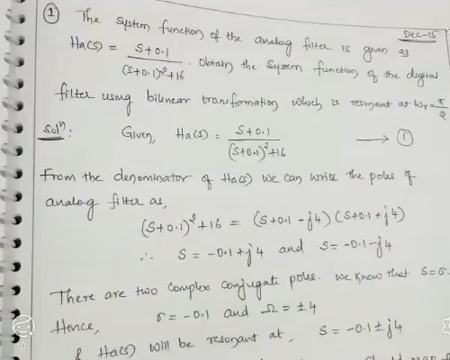 Dec-15
① The system function of the analog filter is given as
Ha(s) = s+0.1 / (s+0.1)²+16 . Obtain the system function of the digital
filter using bilinear transformation which is resonant at ωr = π/2
Solⁿ: Given, Ha(s) = s+0.1 / (s+0.1)²+16 → ①
From the denominator of Ha(s) we can write the poles of
analog filter as,
(s+0.1)²+16 = (s+0.1-j4)(s+0.1+j4)
∴ s = -0.1+j4 and s = -0.1-j4
There are two complex conjugate poles. We know that s=σ
Hence, σ = -0.1 and Ω = ±4
Ha(s) will be resonant at, s = -0.1±j4